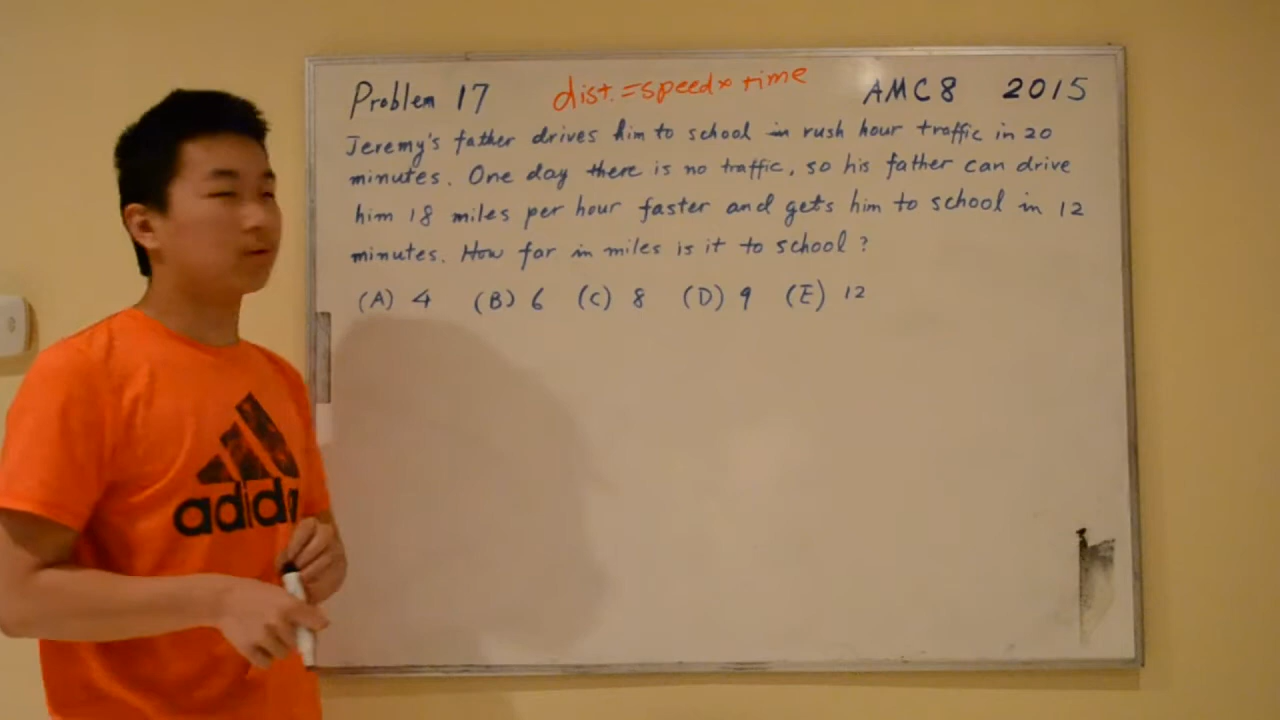 Problem 17 dist.=speed×time AMC8 2015
Jeremy's father drives him to school in rush hour traffic in 20
minutes. One day there is no traffic, so his father can drive
him 18 miles per hour faster and gets him to school in 12
minutes. How far in miles is it to school?
(A) 4 (B) 6 (C) 8 (D) 9 (E) 12
adidas